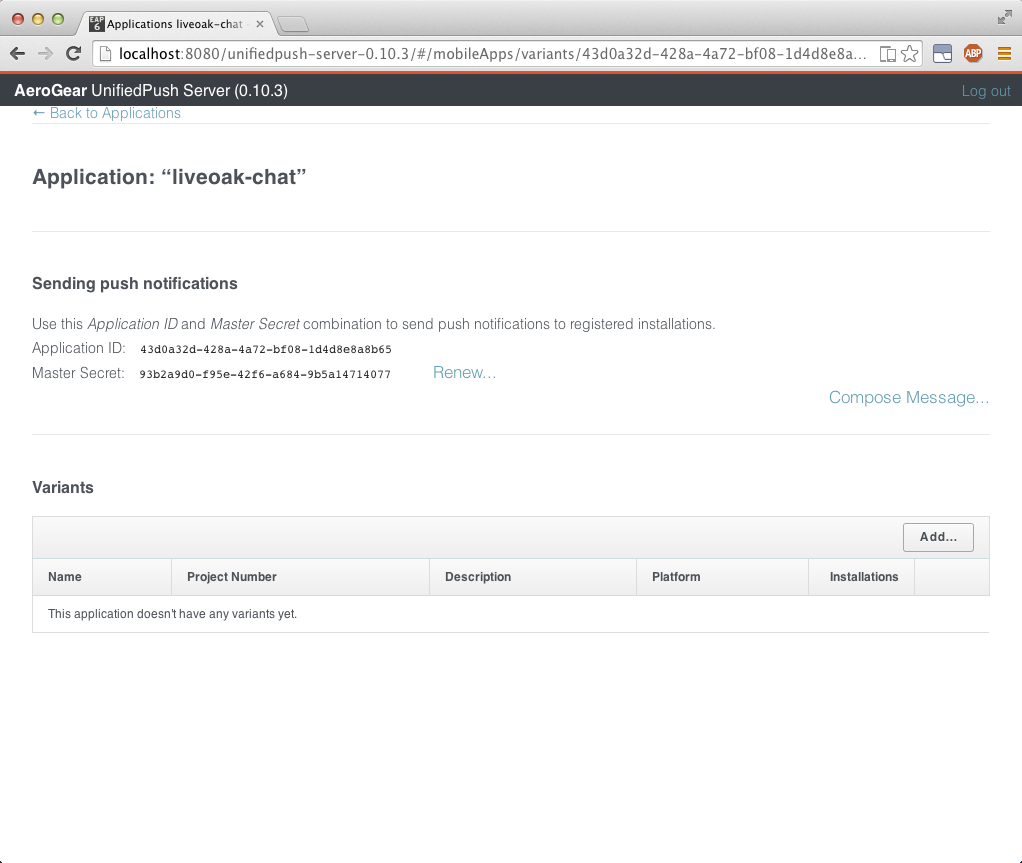 EAP 6 Applications liveoak-chat ×
localhost:8080/unifiedpush-server-0.10.3/#/mobileApps/variants/43d0a32d-428a-4a72-bf08-1d4d8e8a... ABP
AeroGear UnifiedPush Server (0.10.3) Log out
← Back to Applications
Application: “liveoak-chat”
Sending push notifications
Use this Application ID and Master Secret combination to send push notifications to registered installations.
Application ID: 43d0a32d-428a-4a72-bf08-1d4d8e8a8b65
Master Secret: 93b2a9d0-f95e-42f6-a684-9b5a14714077 Renew...
Compose Message...
Variants
Add...
Name Project Number Description Platform Installations
This application doesn't have any variants yet.